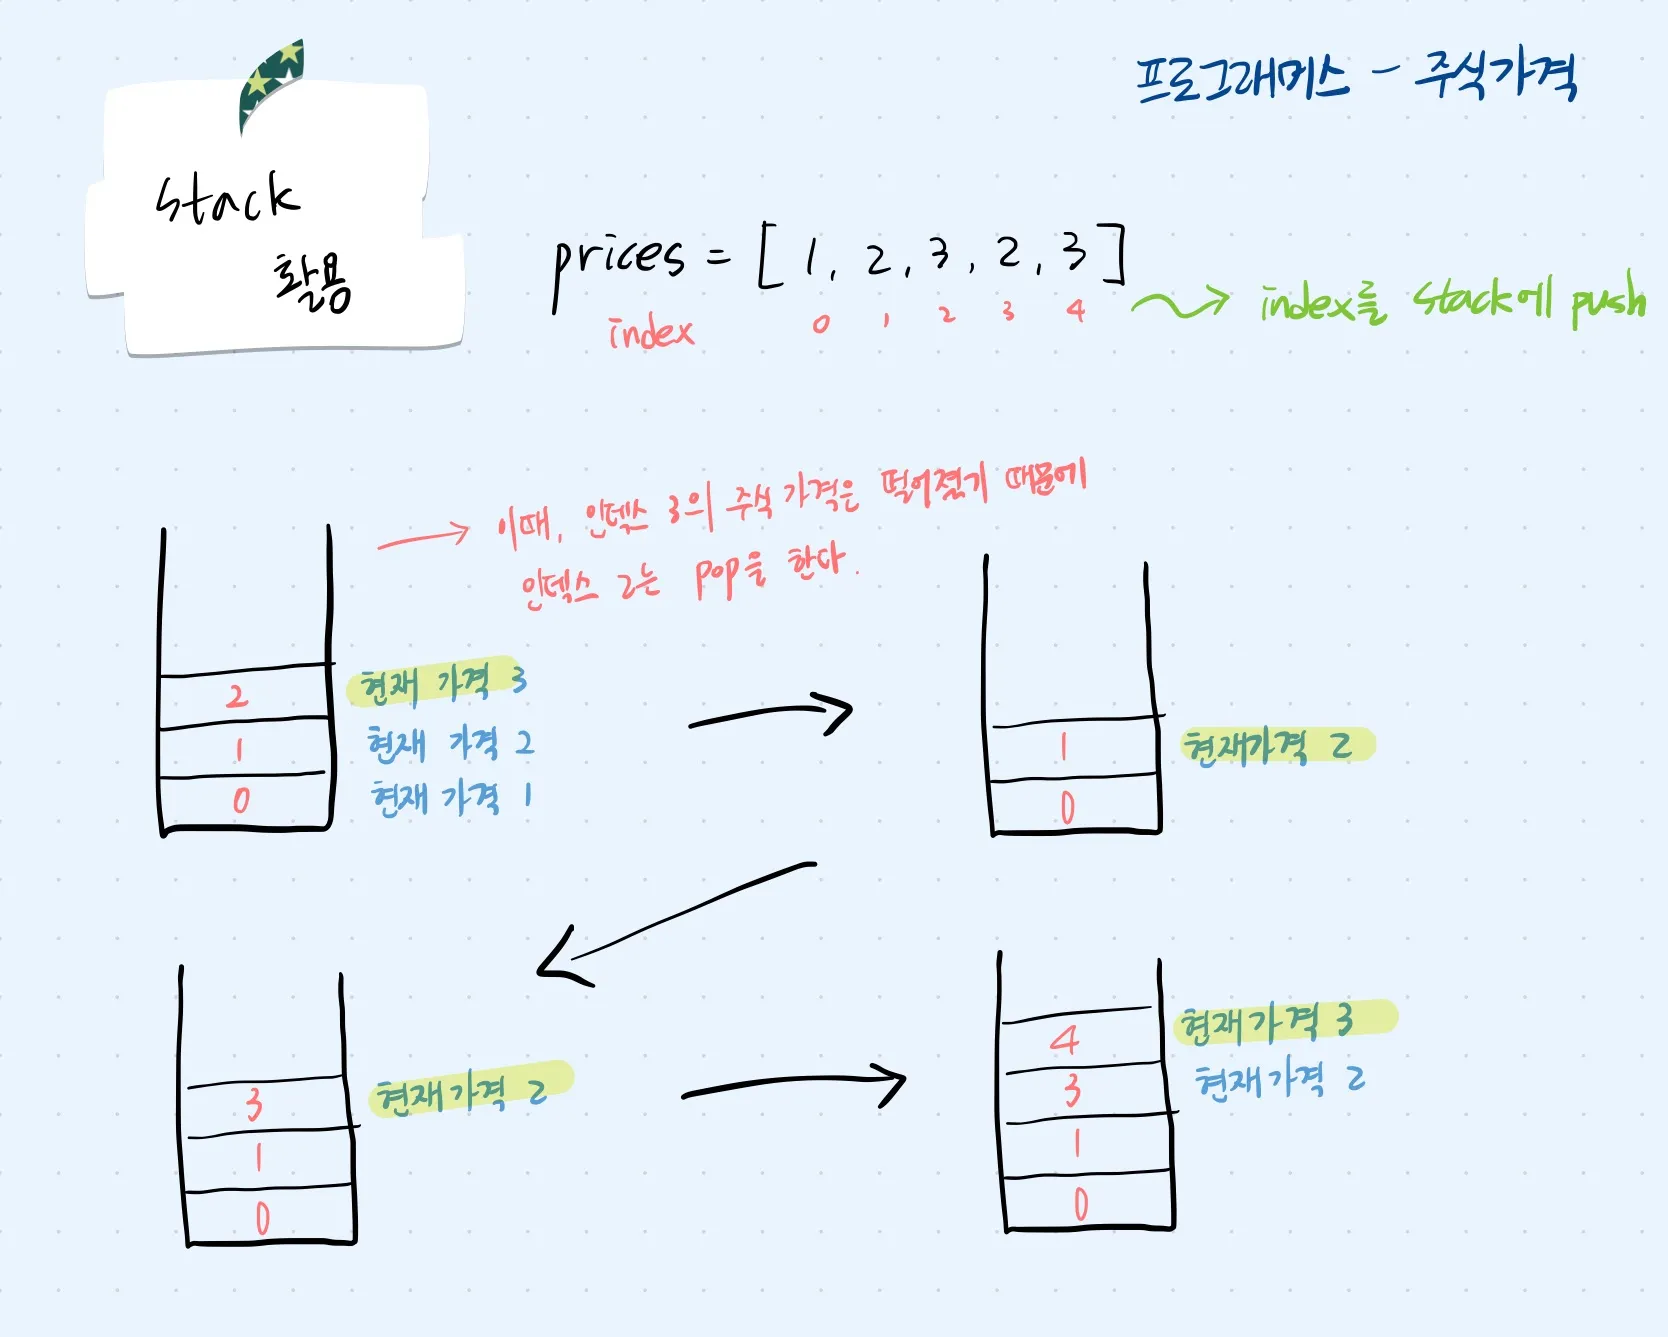 프로그래머스 - 주식가격
stack
활용
prices = [1, 2, 3, 2, 3]
index 0 1 2 3 4
index를 stack에 push
이때, 인덱스 3의 주식 가격은 떨어졌기 때문에
인덱스 2는 pop을 한다.
2 현재 가격 3
1 현재 가격 2
0 현재 가격 1
1 현재가격 2
0
3 현재가격 2
1
0
4 현재가격 3
3 현재가격 2
1
0